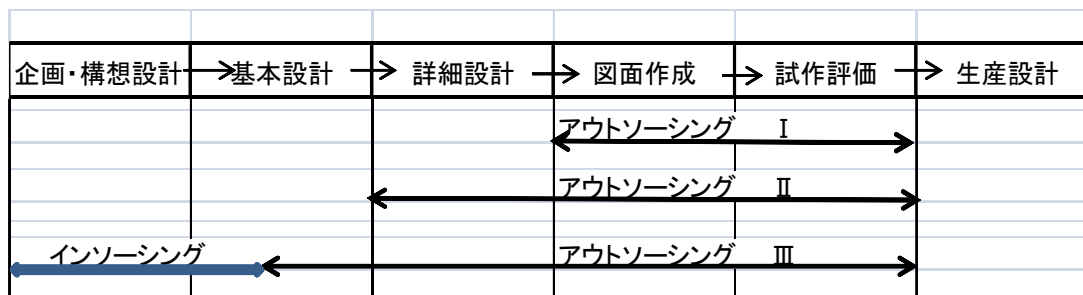 企画・構想設計→基本設計→詳細設計→図面作成→試作評価→生産設計
アウトソーシング Ⅰ
アウトソーシング Ⅱ
インソーシング アウトソーシング Ⅲ